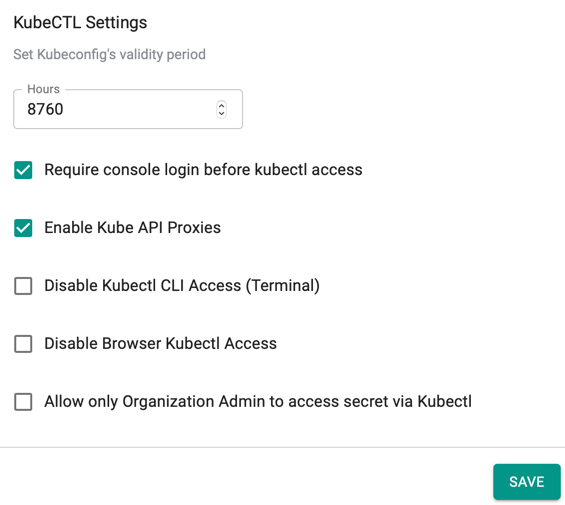 KubeCTL Settings
Set Kubeconfig's validity period
Hours
8760
Require console login before kubectl access
Enable Kube API Proxies
Disable Kubectl CLI Access (Terminal)
Disable Browser Kubectl Access
Allow only Organization Admin to access secret via Kubectl
SAVE